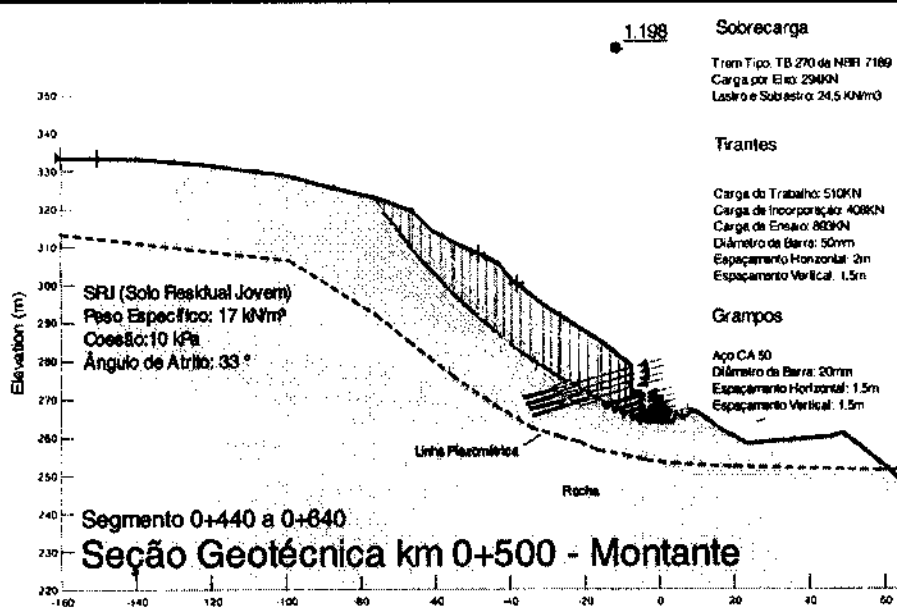 1.198
Sobrecarga
Trem Tipo: TB 270 da NBR 7189
Carga por Eixo: 294KN
Lastro e Sublastro: 24,5 KN/m3
Tirantes
Carga do Trabalho: 510KN
Carga de Incorporação: 408KN
Carga de Ensaio: 893KN
Diâmetro da Barra: 50mm
Espaçamento Horizontal: 2m
Espaçamento Vertical: 1,5m
Grampos
Aço CA 50
Diâmetro da Barra: 20mm
Espaçamento Horizontal: 1,5m
Espaçamento Vertical: 1,5m
SRJ (Solo Residual Jovem)
Peso Específico: 17 kN/m³
Coesão:10 kPa
Ângulo de Atrito: 33 °
Elevation (m)
350
340
330
320
310
300
290
280
270
260
250
240
230
220
Linha Piezométrica
Rocha
Segmento 0+440 a 0+640
Seção Geotécnica km 0+500 - Montante
-160 -140 -120 -100 -80 -60 -40 -20 0 20 40 60